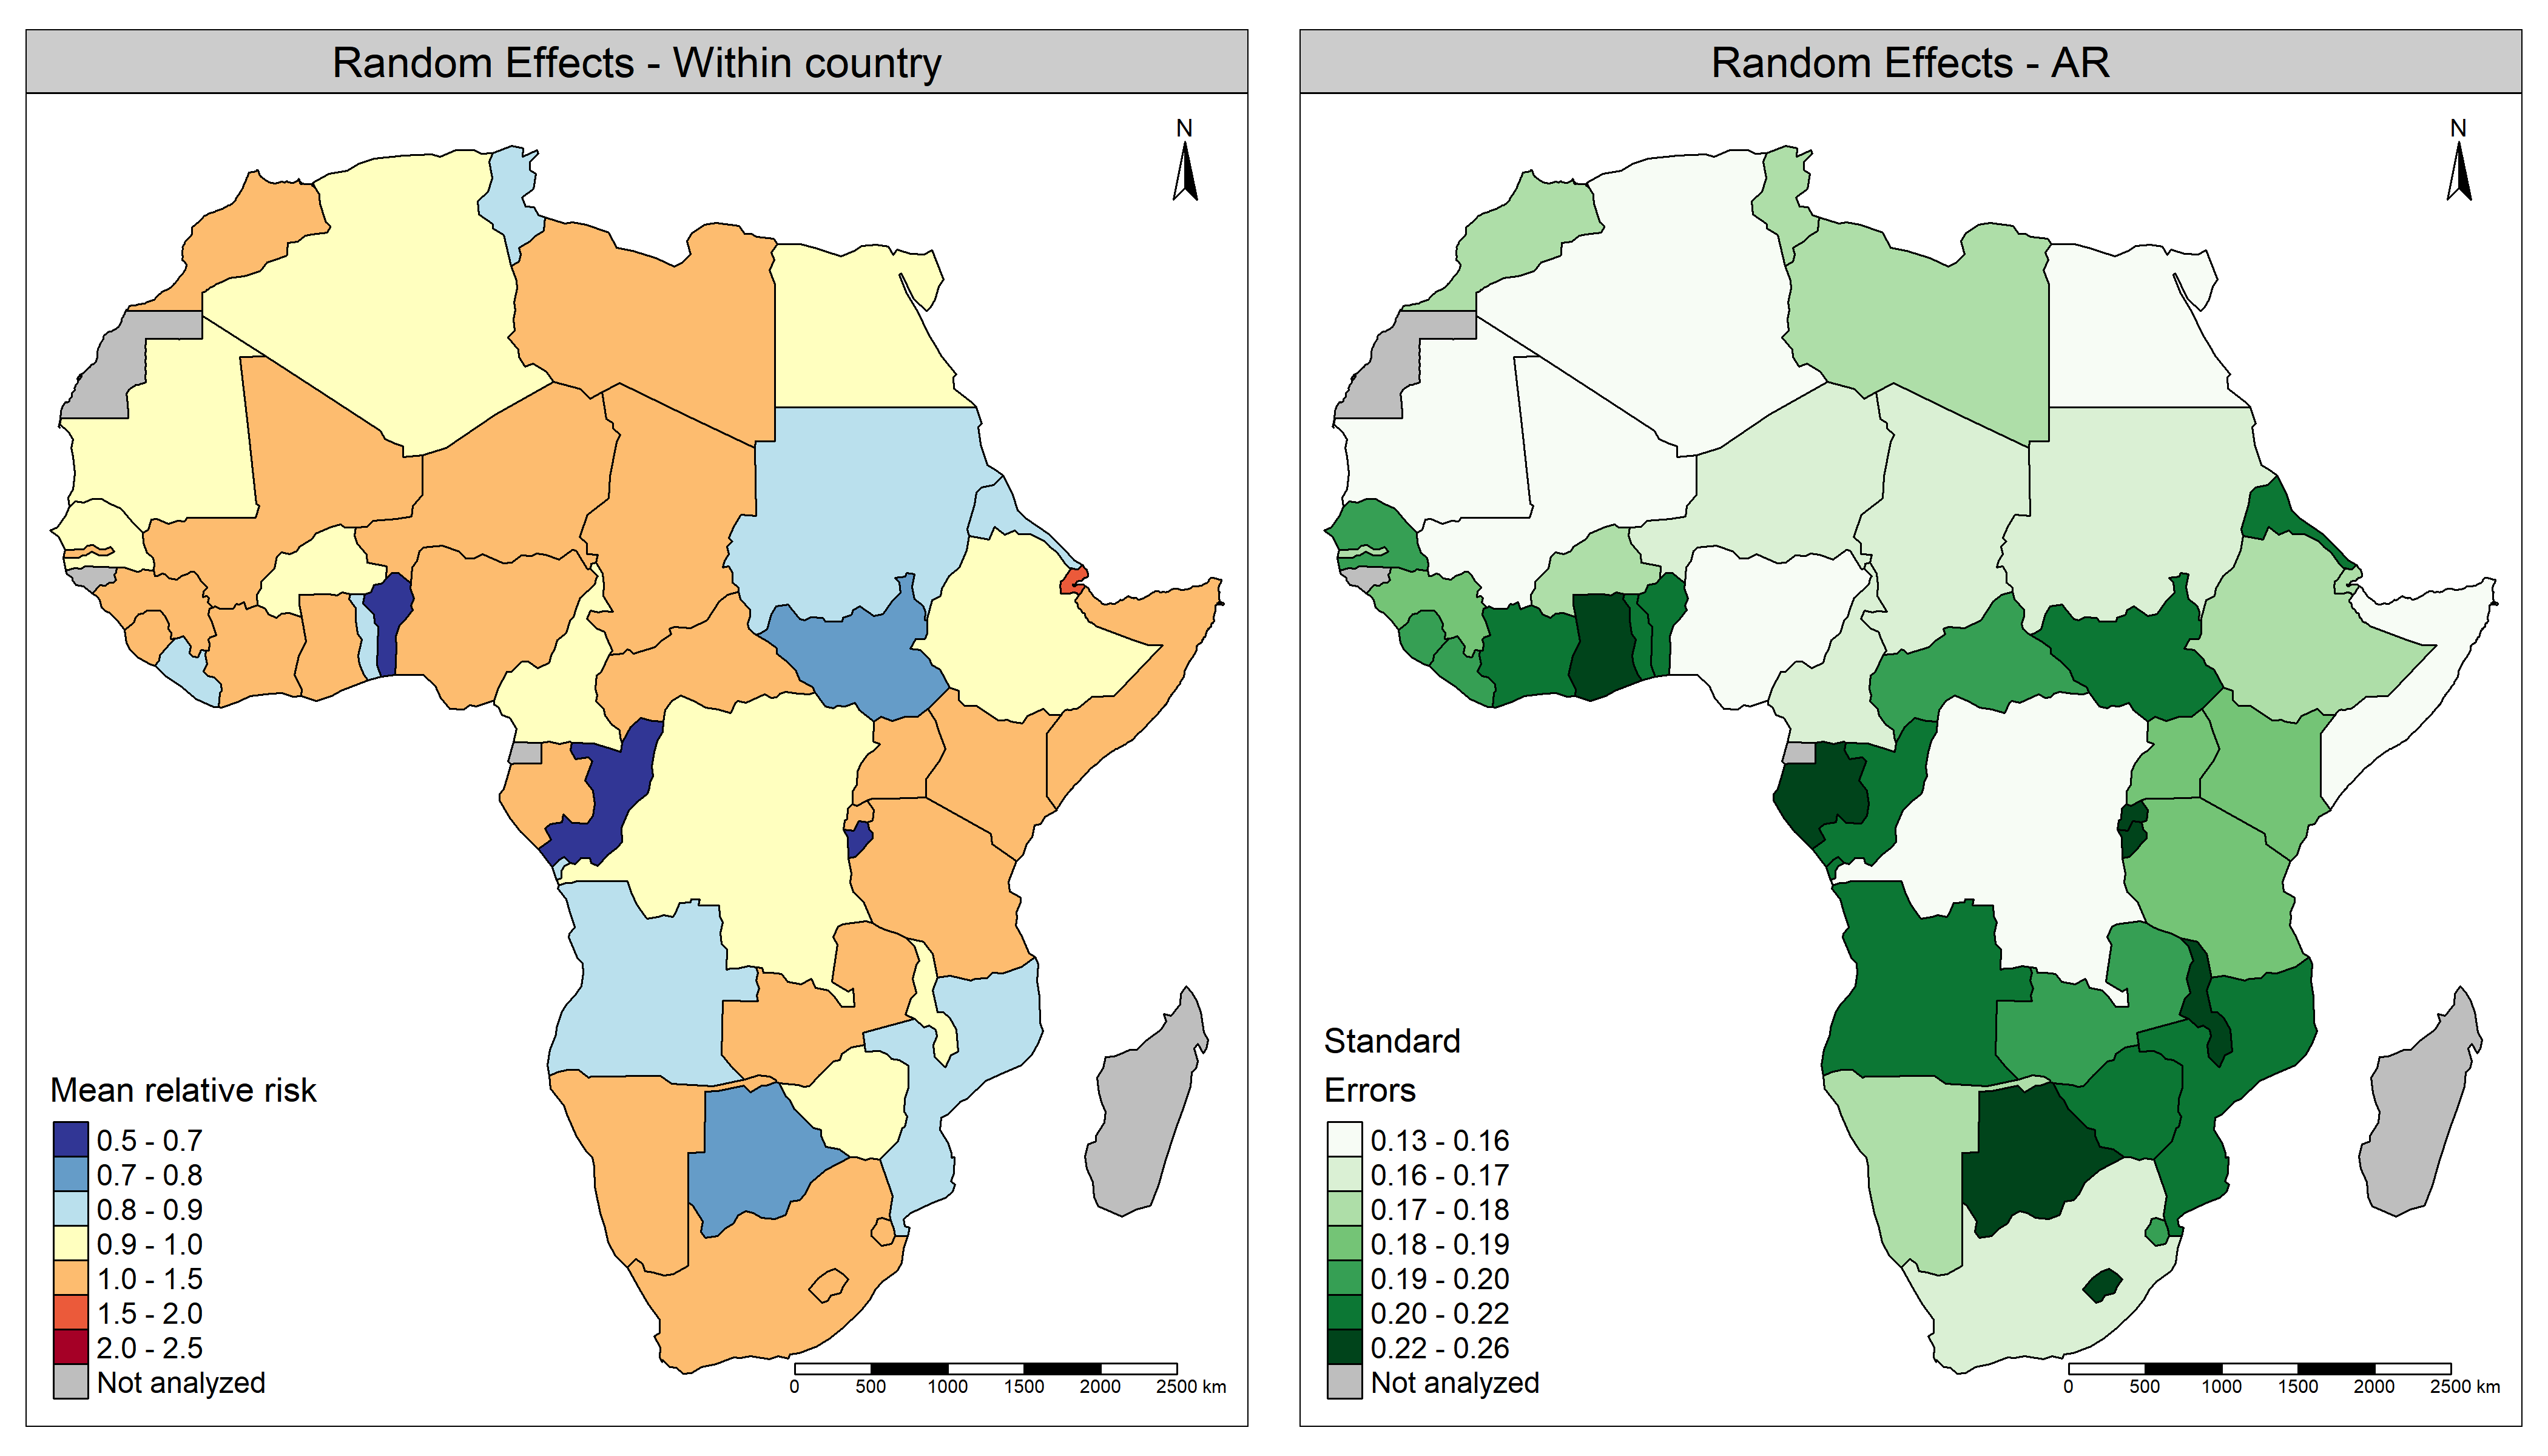 Random Effects - Within country
N
Mean relative risk
0.5 - 0.7
0.7 - 0.8
0.8 - 0.9
0.9 - 1.0
1.0 - 1.5
1.5 - 2.0
2.0 - 2.5
Not analyzed
0 500 1000 1500 2000 2500 km
Random Effects - AR
N
Standard
Errors
0.13 - 0.16
0.16 - 0.17
0.17 - 0.18
0.18 - 0.19
0.19 - 0.20
0.20 - 0.22
0.22 - 0.26
Not analyzed
0 500 1000 1500 2000 2500 km